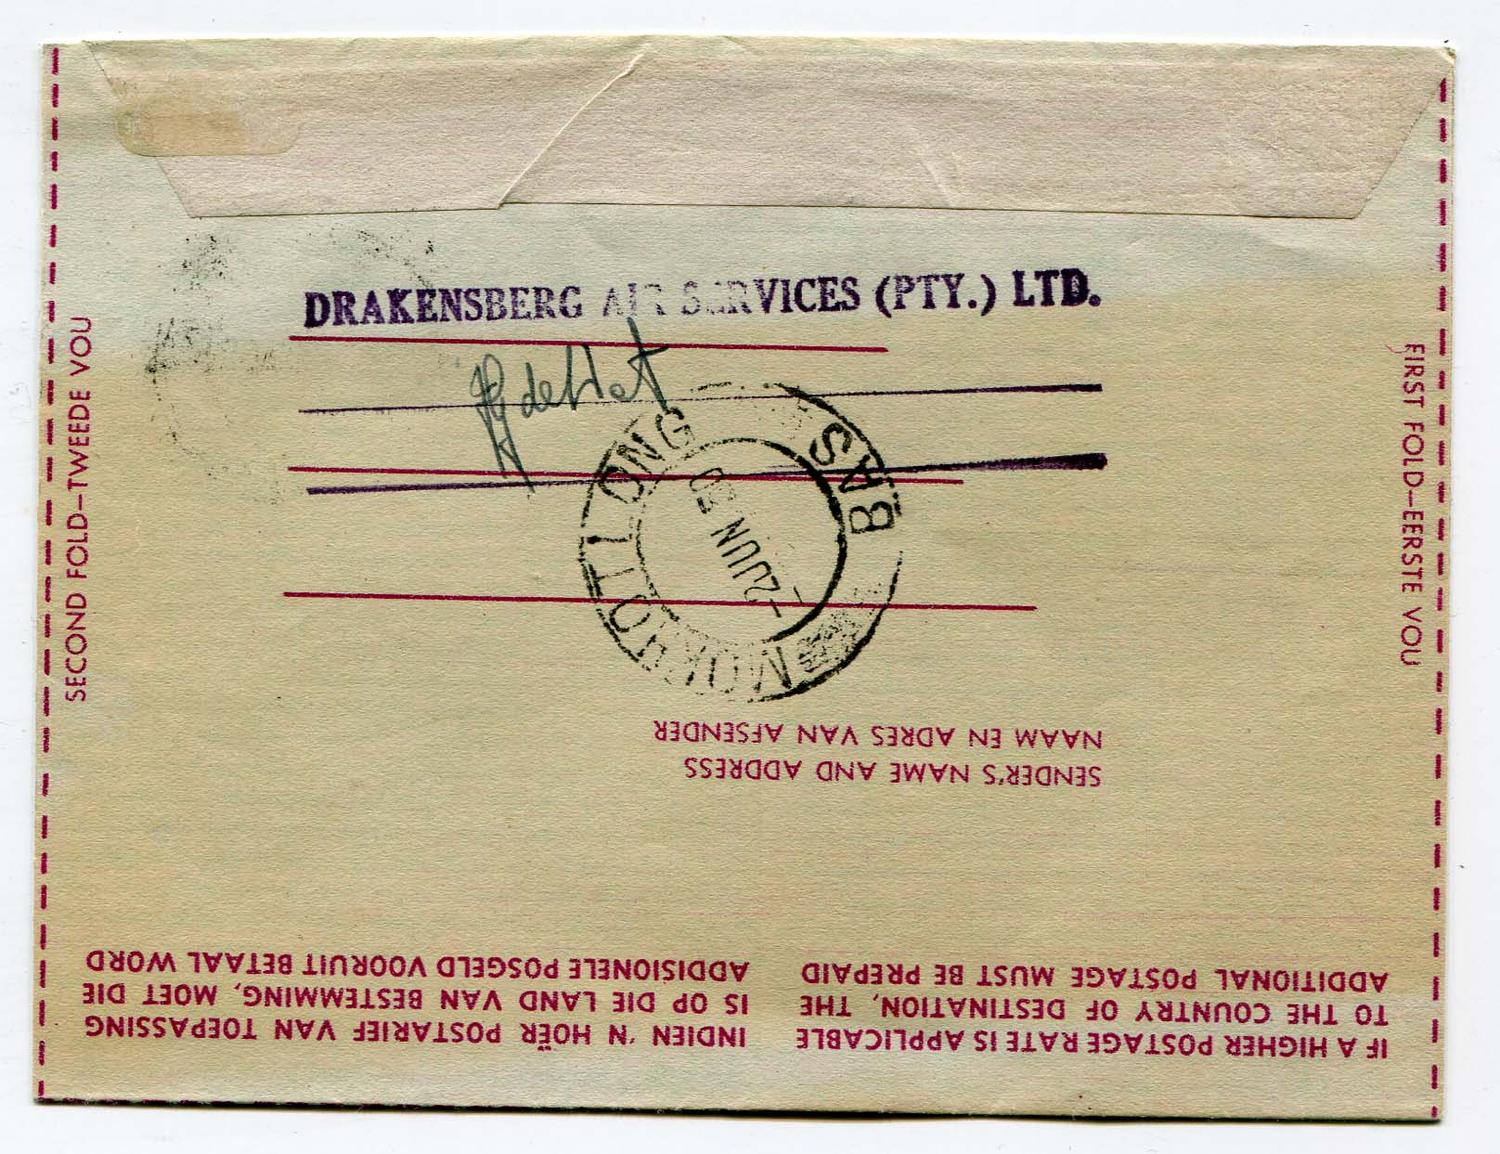 DRAKENSBERG AIR SERVICES (PTY.) LTD.
MOKHOTLONG
BAS
-2 JUN
SECOND FOLD–TWEEDE VOU
FIRST FOLD–EERSTE VOU
IF A HIGHER POSTAGE RATE IS APPLICABLE
TO THE COUNTRY OF DESTINATION, THE
ADDITIONAL POSTAGE MUST BE PREPAID
INDIEN 'N HOËR POSTARIEF VAN TOEPASSING
IS OP DIE LAND VAN BESTEMMING, MOET DIE
ADDISIONELE POSGELD VOORUIT BETAAL WORD
SENDER'S NAME AND ADDRESS
NAAM EN ADRES VAN AFSENDER